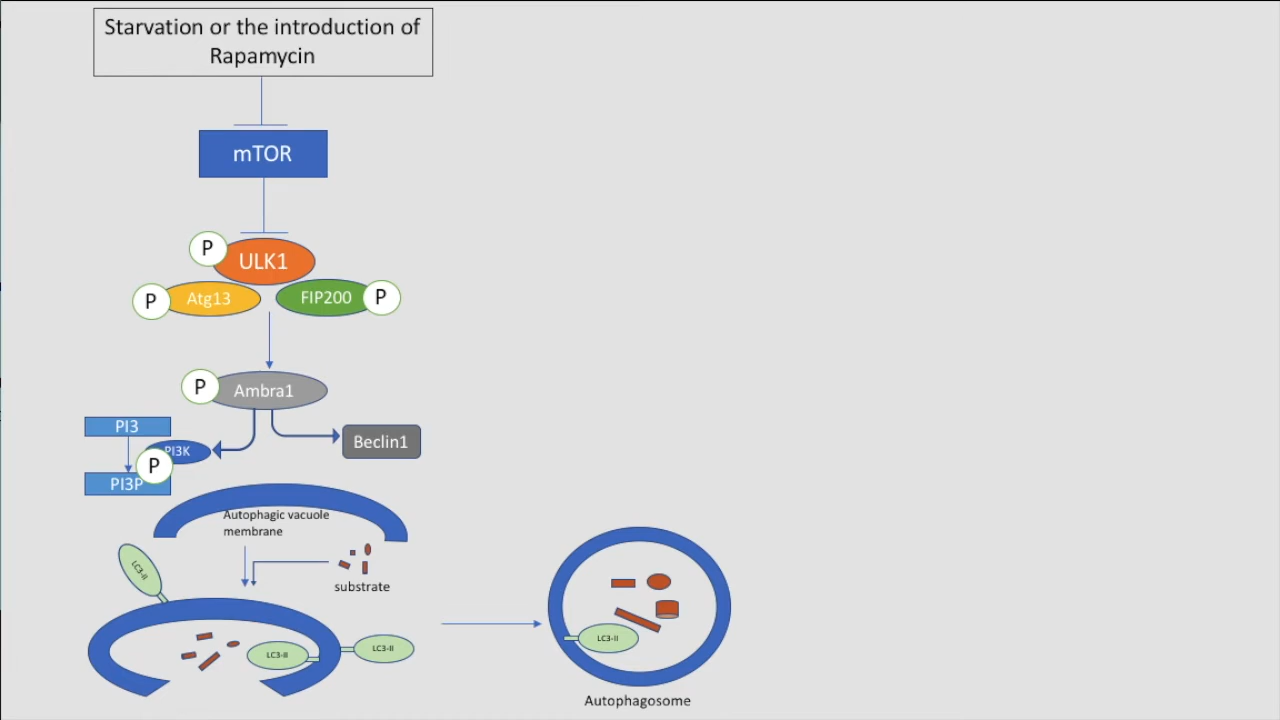 Starvation or the introduction of
Rapamycin
mTOR
P
ULK1
P
Atg13
FIP200
P
P
Ambra1
PI3
PI3K
Beclin1
P
PI3P
Autophagic vacuole
membrane
LC3-II
substrate
LC3-II
LC3-II
LC3-II
Autophagosome